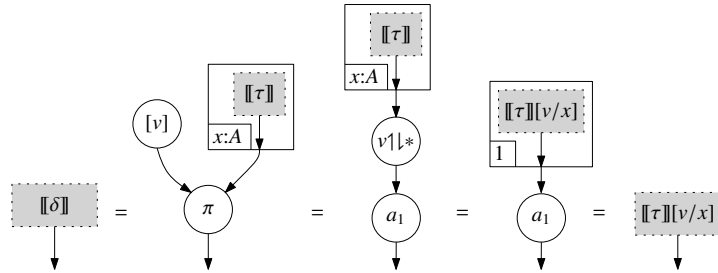 ⟦δ⟧
=
[v]
⟦τ⟧
x:A
π
=
⟦τ⟧
x:A
v↿⇂*
a₁
=
⟦τ⟧[v/x]
1
a₁
=
⟦τ⟧[v/x]